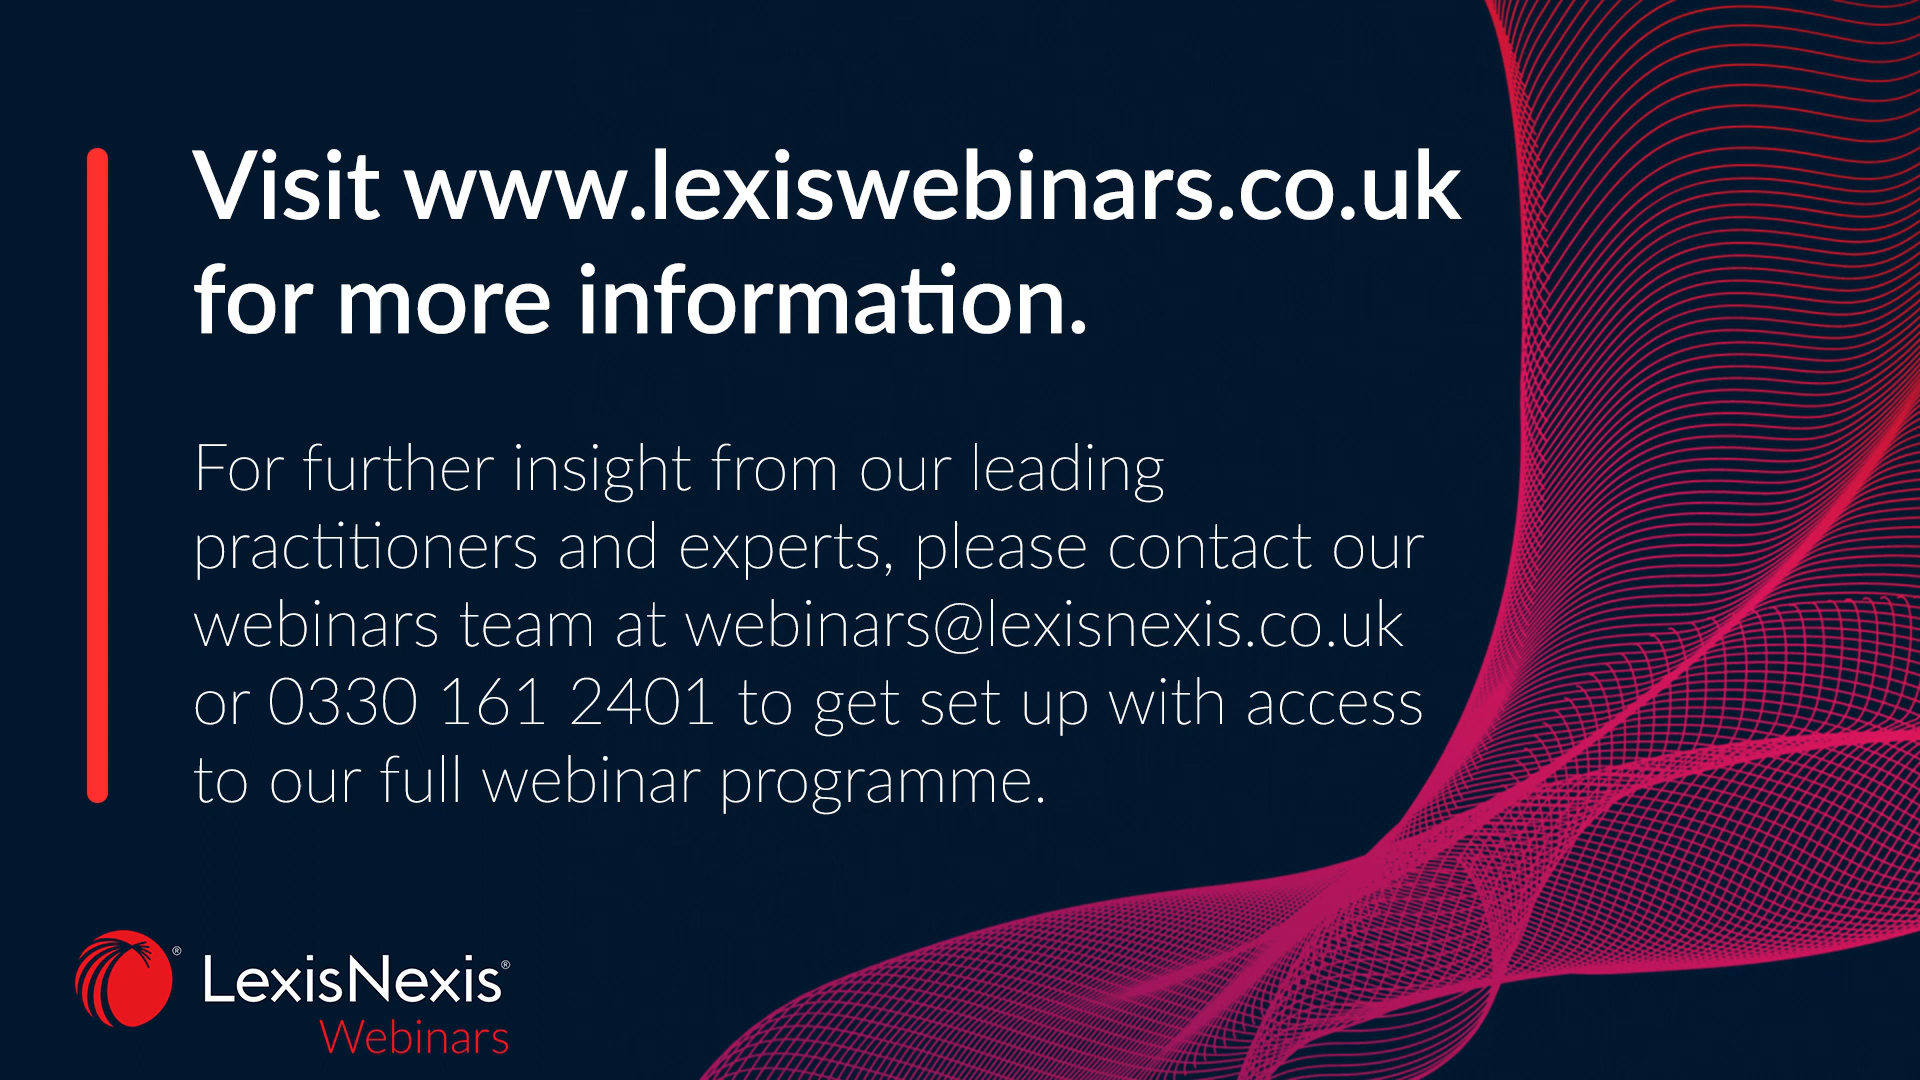 Visit www.lexiswebinars.co.uk
for more information.
For further insight from our leading
practitioners and experts, please contact our
webinars team at webinars@lexisnexis.co.uk
or 0330 161 2401 to get set up with access
to our full webinar programme.
® LexisNexis®
Webinars